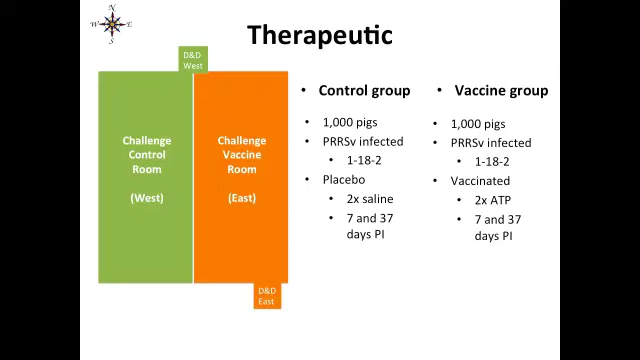 N
W E
S
Therapeutic
D&D
West
Challenge
Control
Room
(West)
Challenge
Vaccine
Room
(East)
D&D
East
• Control group
• 1,000 pigs
• PRRSv infected
• 1-18-2
• Placebo
• 2x saline
• 7 and 37
days PI
• Vaccine group
• 1,000 pigs
• PRRSv infected
• 1-18-2
• Vaccinated
• 2x ATP
• 7 and 37
days PI